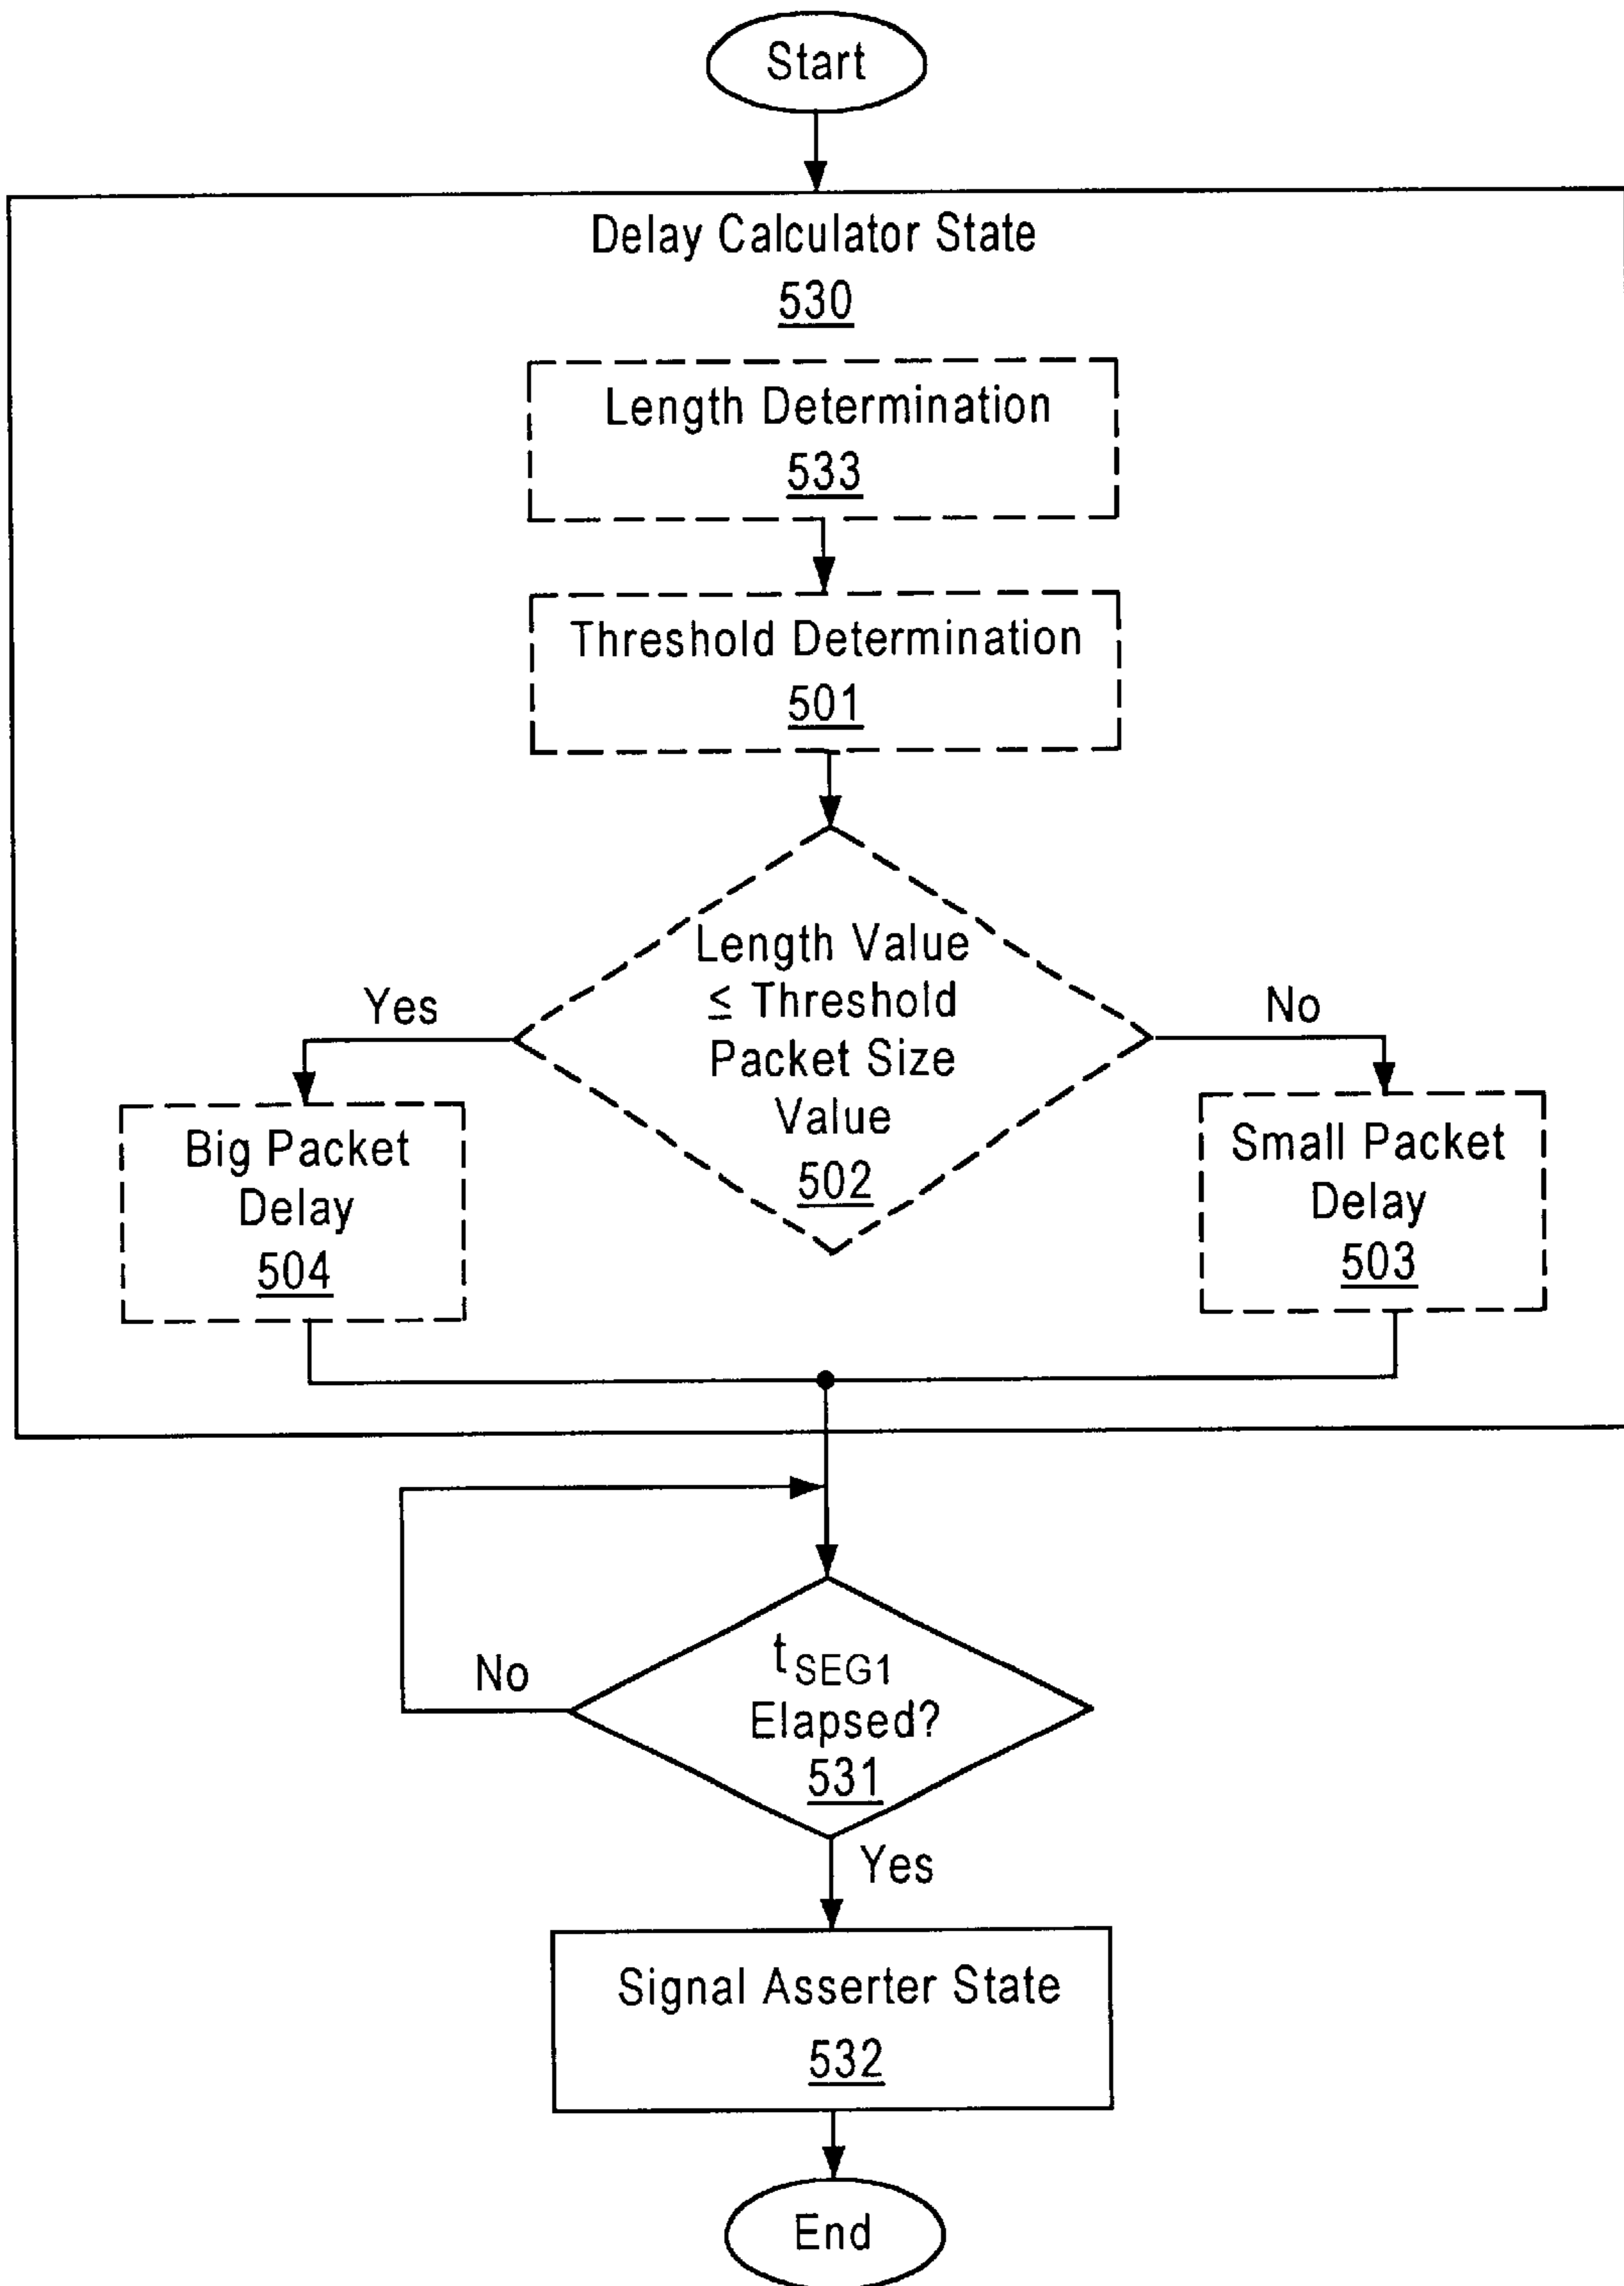 Start
Delay Calculator State
530
Length Determination
533
Threshold Determination
501
Length Value
≤ Threshold
Packet Size
Value
502
Yes
No
Big Packet
Delay
504
Small Packet
Delay
503
t SEG1
Elapsed?
531
No
Yes
Signal Asserter State
532
End